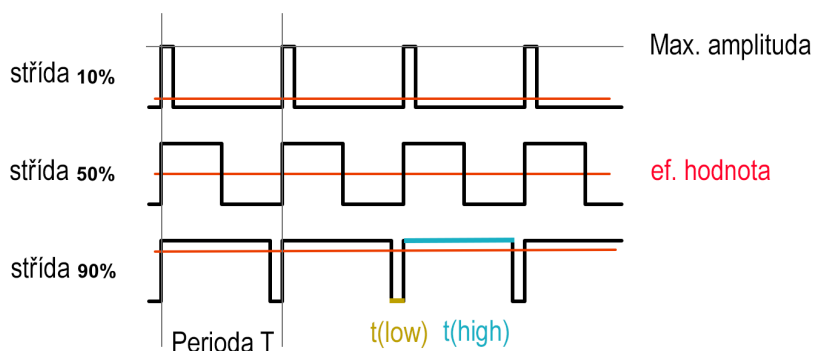 Max. amplituda
střída 10%
střída 50%
ef. hodnota
střída 90%
Perioda T
t(low)
t(high)